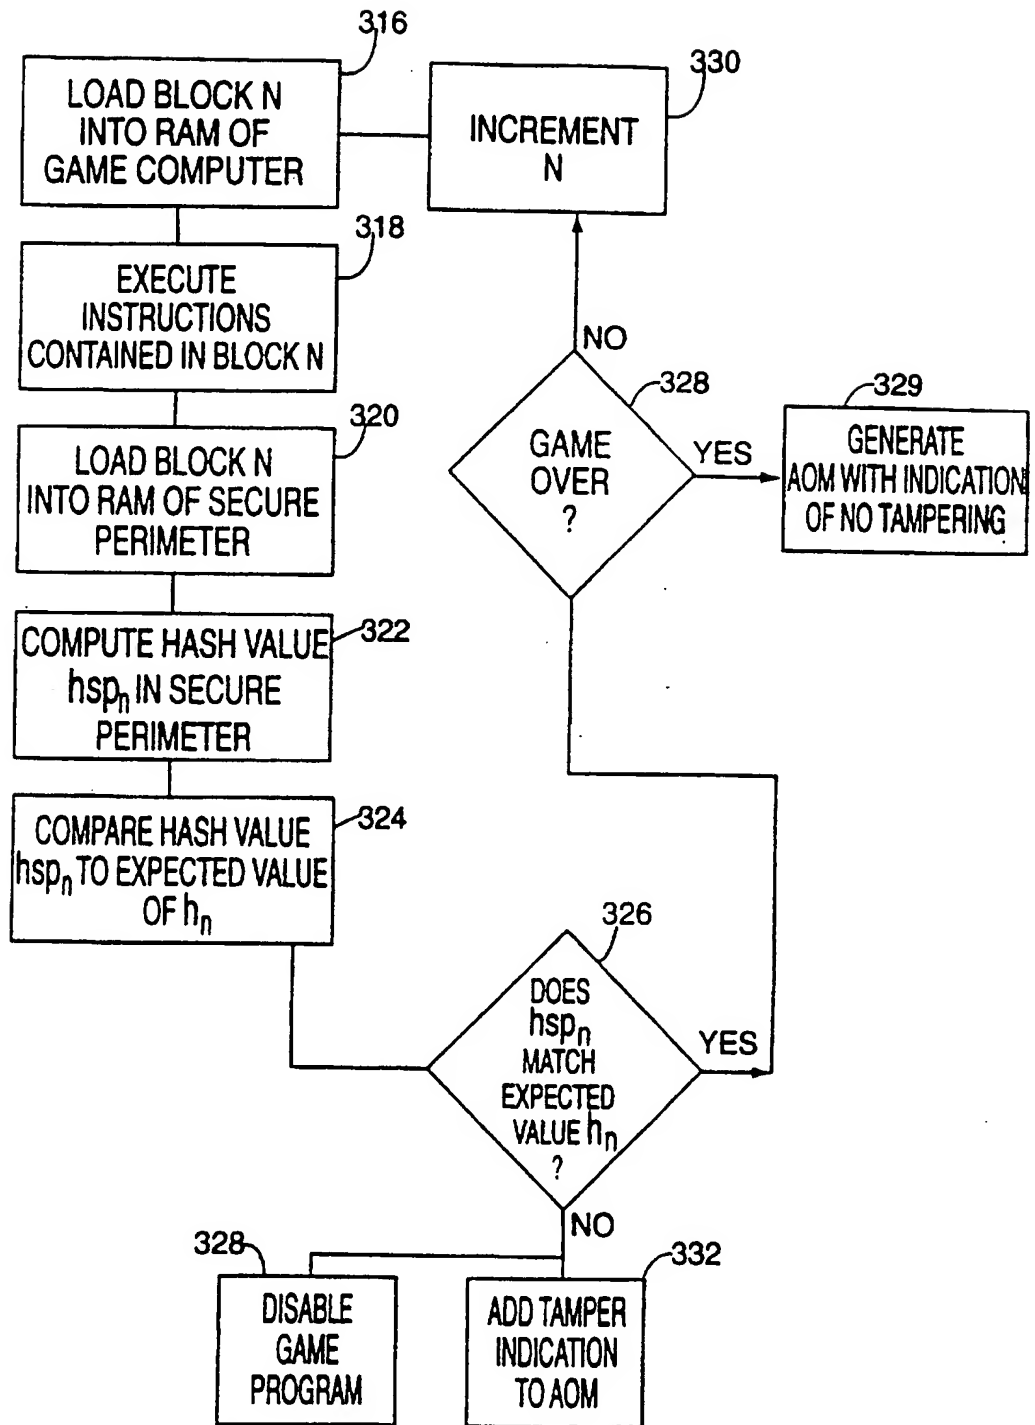 316
LOAD BLOCK N
INTO RAM OF
GAME COMPUTER
330
INCREMENT
N
318
EXECUTE
INSTRUCTIONS
CONTAINED IN BLOCK N
NO
320
LOAD BLOCK N
INTO RAM OF SECURE
PERIMETER
328
GAME
OVER
?
YES
329
GENERATE
AOM WITH INDICATION
OF NO TAMPERING
322
COMPUTE HASH VALUE
hspn IN SECURE
PERIMETER
324
COMPARE HASH VALUE
hspn TO EXPECTED VALUE
OF hn
326
DOES
hspn
MATCH
EXPECTED
VALUE hn
?
YES
NO
328
DISABLE
GAME
PROGRAM
332
ADD TAMPER
INDICATION
TO AOM